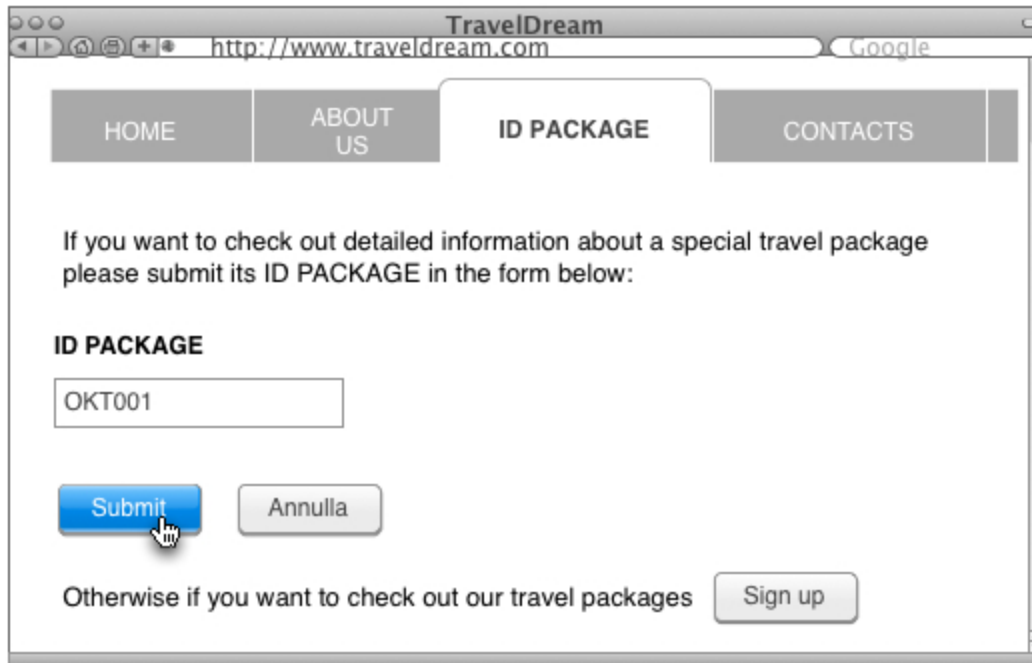 TravelDream
http://www.traveldream.com
Google
HOME
ABOUT
US
ID PACKAGE
CONTACTS
If you want to check out detailed information about a special travel package
please submit its ID PACKAGE in the form below:
ID PACKAGE
OKT001
Submit
Annulla
Otherwise if you want to check out our travel packages
Sign up